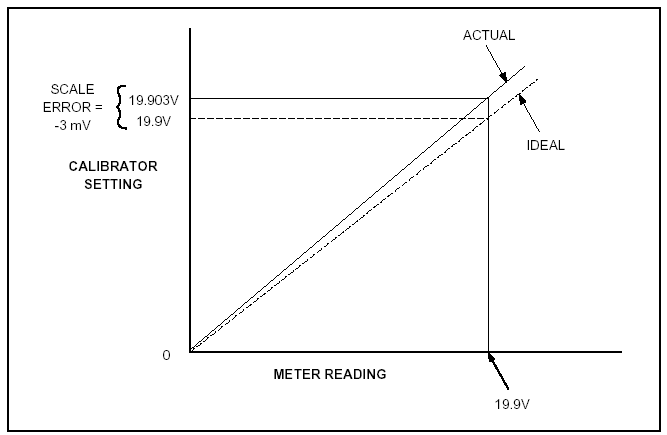 ACTUAL
SCALE
ERROR =
-3 mV
19.903V
19.9V
IDEAL
CALIBRATOR
SETTING
0
METER READING
19.9V